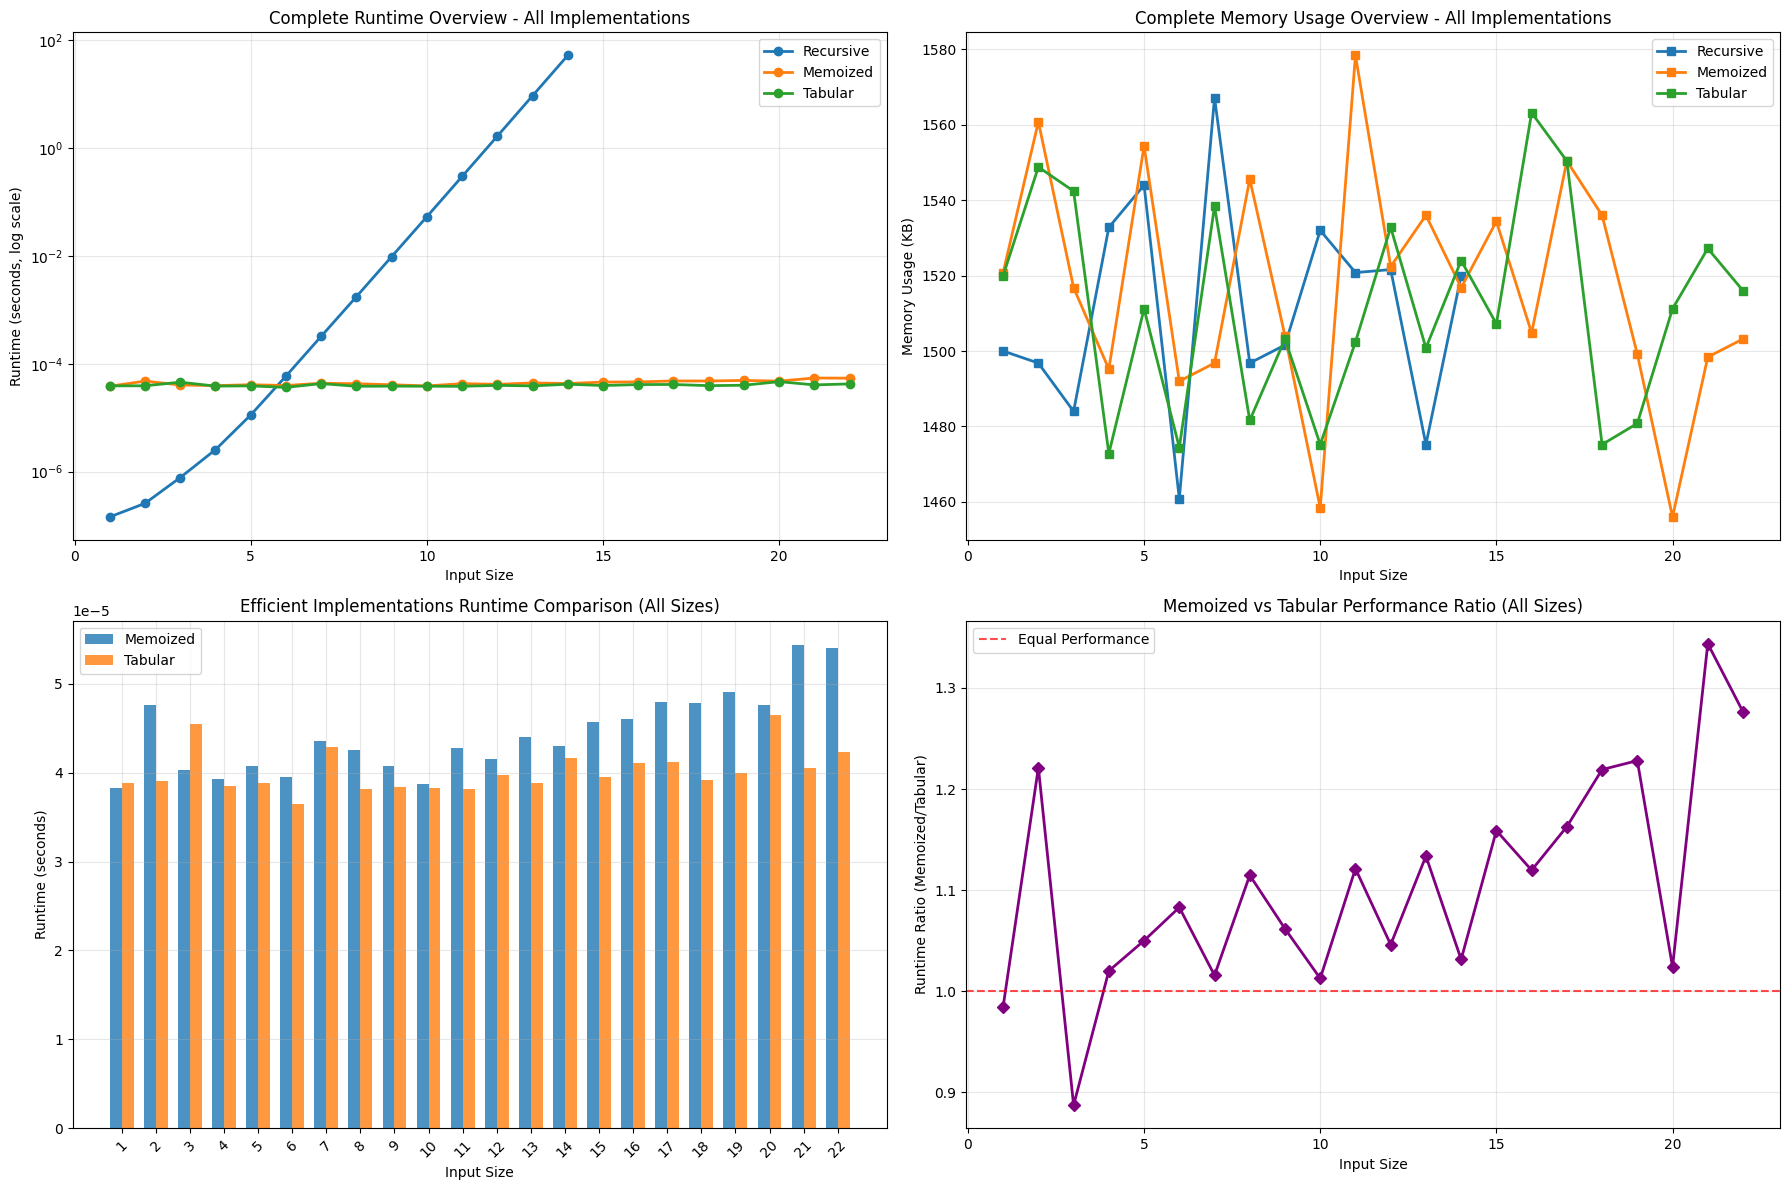 Complete Runtime Overview - All Implementations
10²
10⁰
10⁻²
10⁻⁴
10⁻⁶
Runtime (seconds, log scale)
Recursive
Memoized
Tabular
0 5 10 15 20
Input Size
Complete Memory Usage Overview - All Implementations
1580
1560
1540
1520
1500
1480
1460
Memory Usage (KB)
Recursive
Memoized
Tabular
0 5 10 15 20
Input Size
Efficient Implementations Runtime Comparison (All Sizes)
1e−5
5
4
3
2
1
0
Runtime (seconds)
Memoized
Tabular
1 2 3 4 5 6 7 8 9 10 11 12 13 14 15 16 17 18 19 20 21 22
Input Size
Memoized vs Tabular Performance Ratio (All Sizes)
1.3
1.2
1.1
1.0
0.9
Runtime Ratio (Memoized/Tabular)
Equal Performance
0 5 10 15 20
Input Size